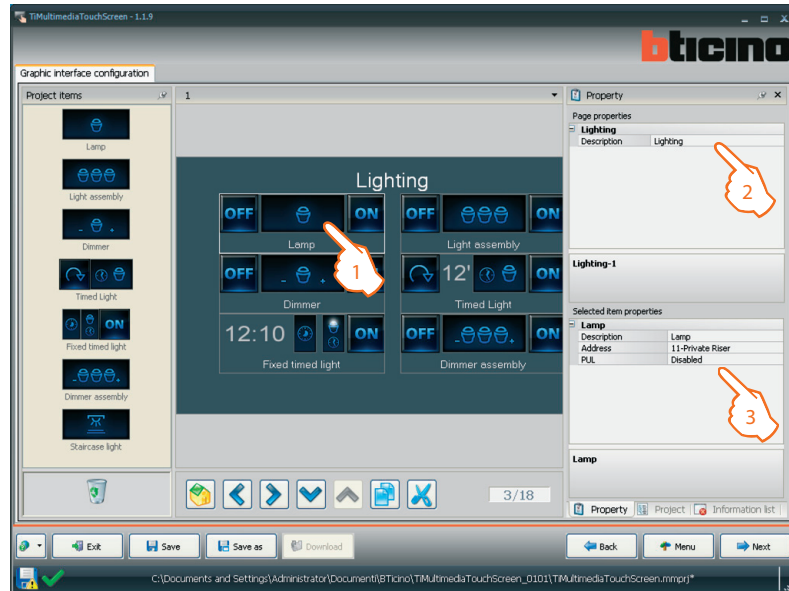 TiMultimediaTouchScreen - 1.1.9
bticino
Graphic interface configuration
Project items
1
Property
Lamp
Light assembly
Dimmer
Timed Light
ON
Fixed timed light
Dimmer assembly
Staircase light
Lighting
OFF ON OFF ON
Lamp Light assembly
OFF 12' ON
Dimmer Timed Light
12:10 ON OFF ON
Fixed timed light Dimmer assembly
1
3/18
Page properties
Lighting
Description Lighting
2
Lighting-1
Selected item properties
Lamp
Description Lamp
Address 11-Private Riser
PUL Disabled
3
Lamp
Property Project Information list
Exit Save Save as Download Back Menu Next
C:\Documents and Settings\Administrator\Documenti\BTicino\TiMultimediaTouchScreen_0101\TiMultimediaTouchScreen.mmprj*